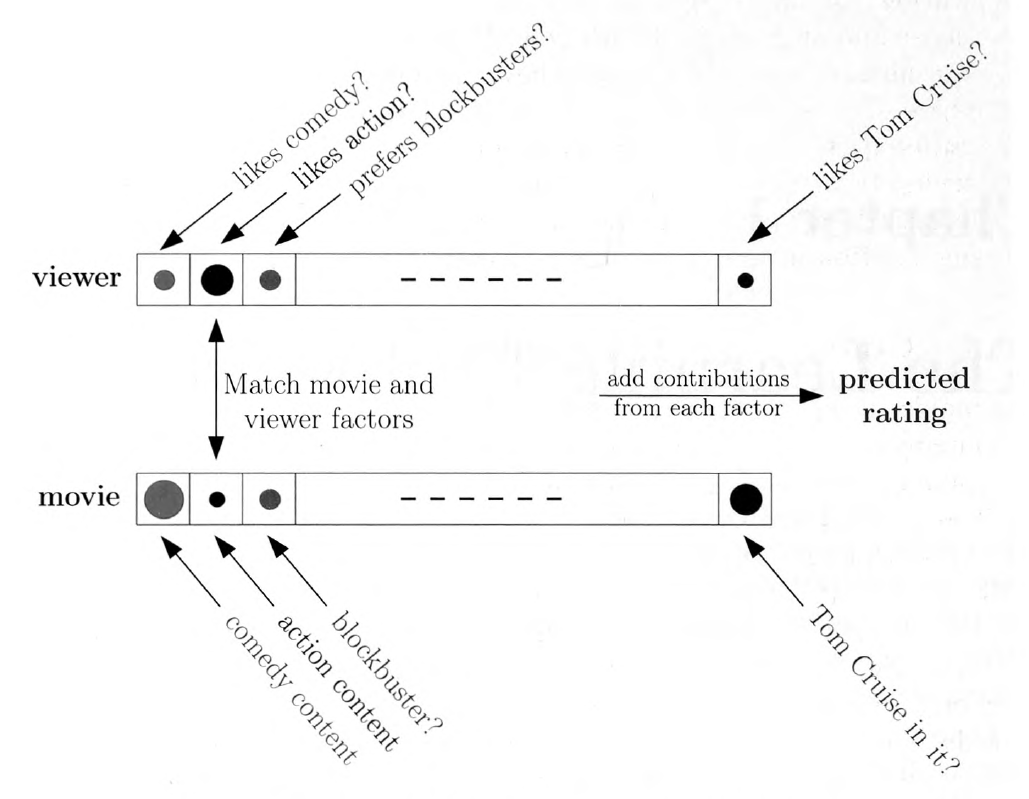 likes comedy?
likes action?
prefers blockbusters?
likes Tom Cruise?
viewer
Match movie and
viewer factors
add contributions
from each factor
predicted
rating
movie
comedy content
action content
blockbuster?
Tom Cruise in it?